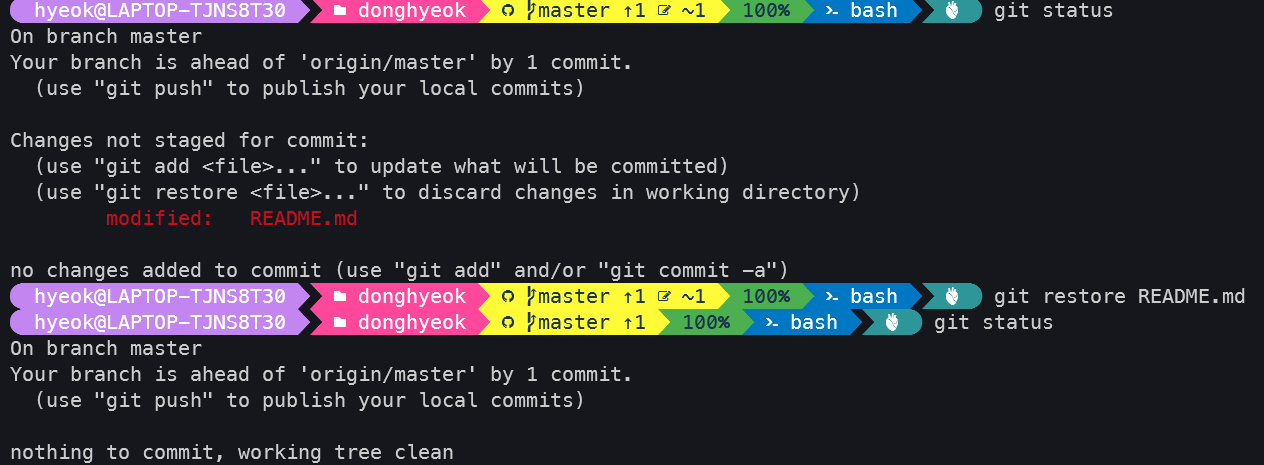 hyeok@LAPTOP-TJNS8T30 donghyeok master ↑1 ~1 100% bash git status
On branch master
Your branch is ahead of 'origin/master' by 1 commit.
  (use "git push" to publish your local commits)

Changes not staged for commit:
  (use "git add <file>..." to update what will be committed)
  (use "git restore <file>..." to discard changes in working directory)
        modified:   README.md

no changes added to commit (use "git add" and/or "git commit -a")
hyeok@LAPTOP-TJNS8T30 donghyeok master ↑1 ~1 100% bash git restore README.md
hyeok@LAPTOP-TJNS8T30 donghyeok master ↑1 100% bash git status
On branch master
Your branch is ahead of 'origin/master' by 1 commit.
  (use "git push" to publish your local commits)

nothing to commit, working tree clean